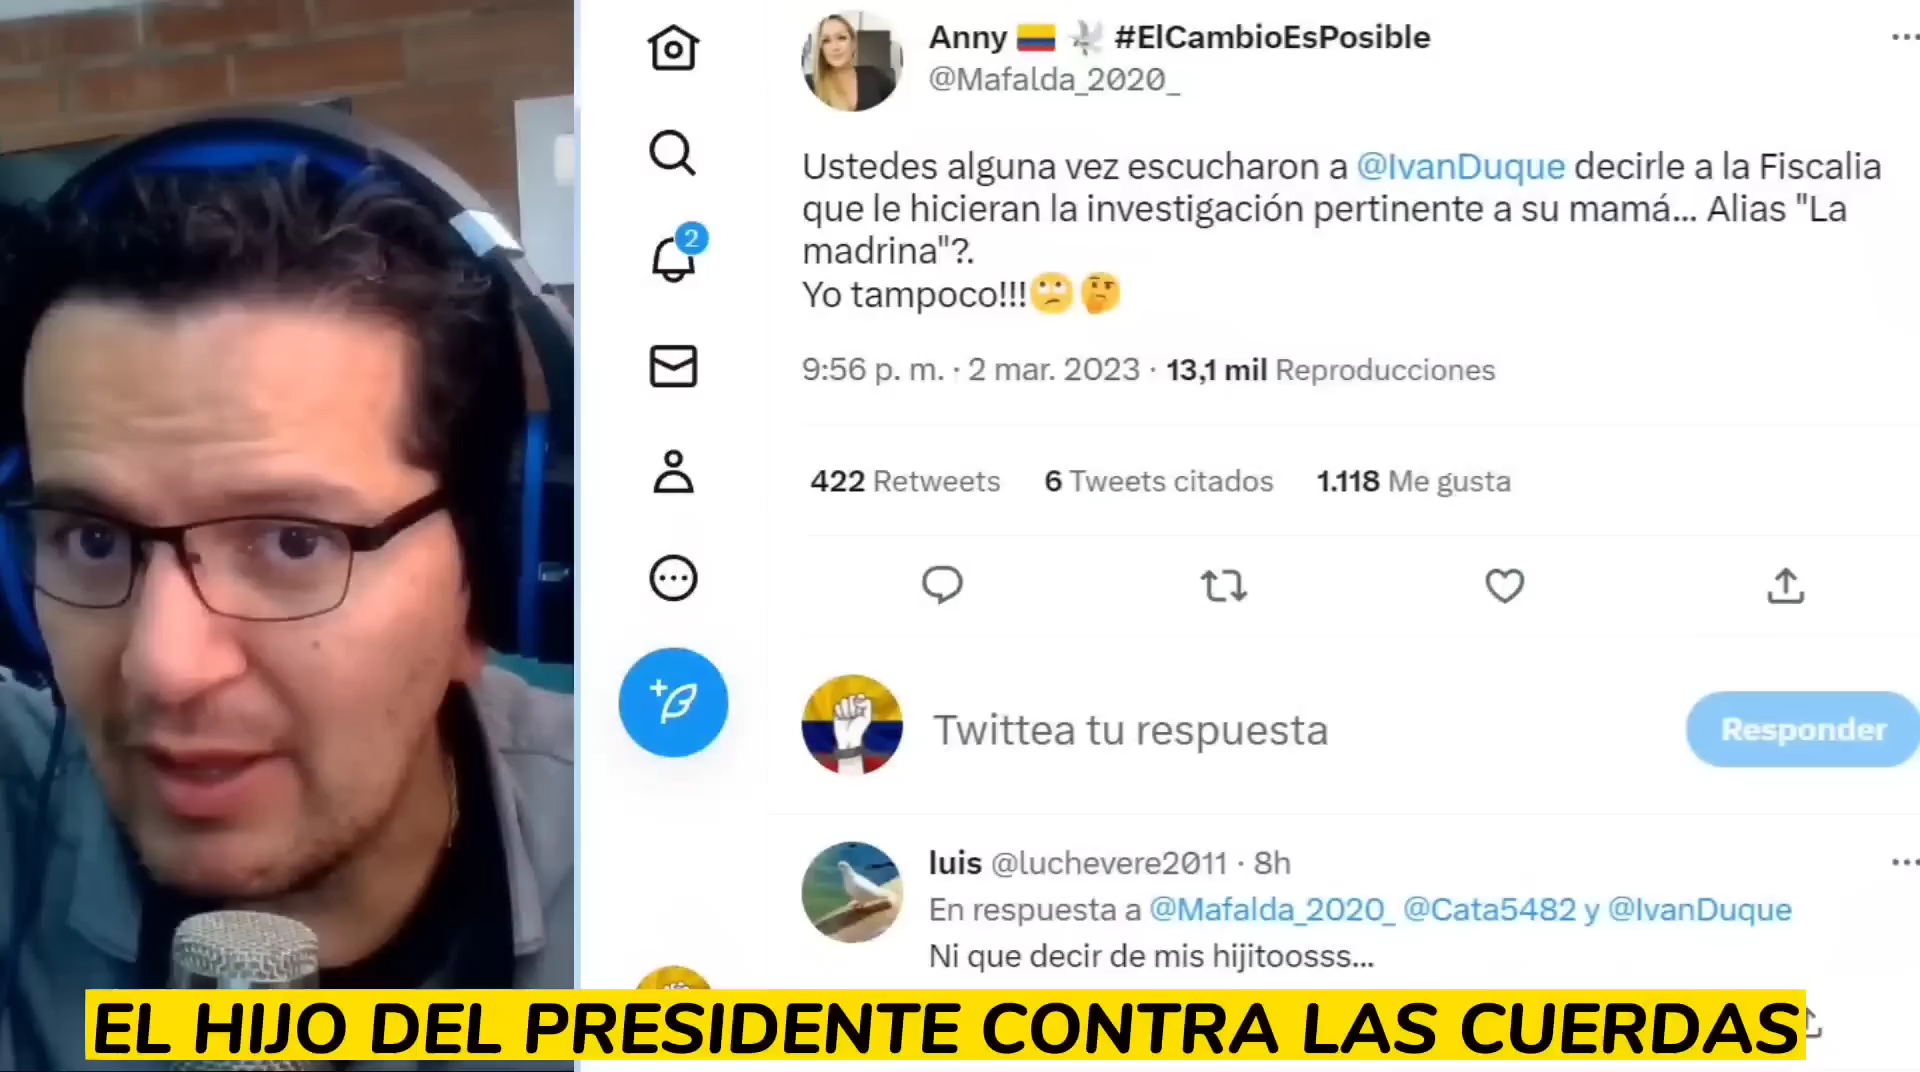 Anny #ElCambioEsPosible
@Mafalda_2020_
Ustedes alguna vez escucharon a @IvanDuque decirle a la Fiscalia
que le hicieran la investigación pertinente a su mamá... Alias "La
madrina"?.
Yo tampoco!!!
9:56 p. m. · 2 mar. 2023 · 13,1 mil Reproducciones
422 Retweets 6 Tweets citados 1.118 Me gusta
2
Twittea tu respuesta
Responder
luis @luchevere2011 · 8h
En respuesta a @Mafalda_2020_ @Cata5482 y @IvanDuque
Ni que decir de mis hijitoosss...
EL HIJO DEL PRESIDENTE CONTRA LAS CUERDAS